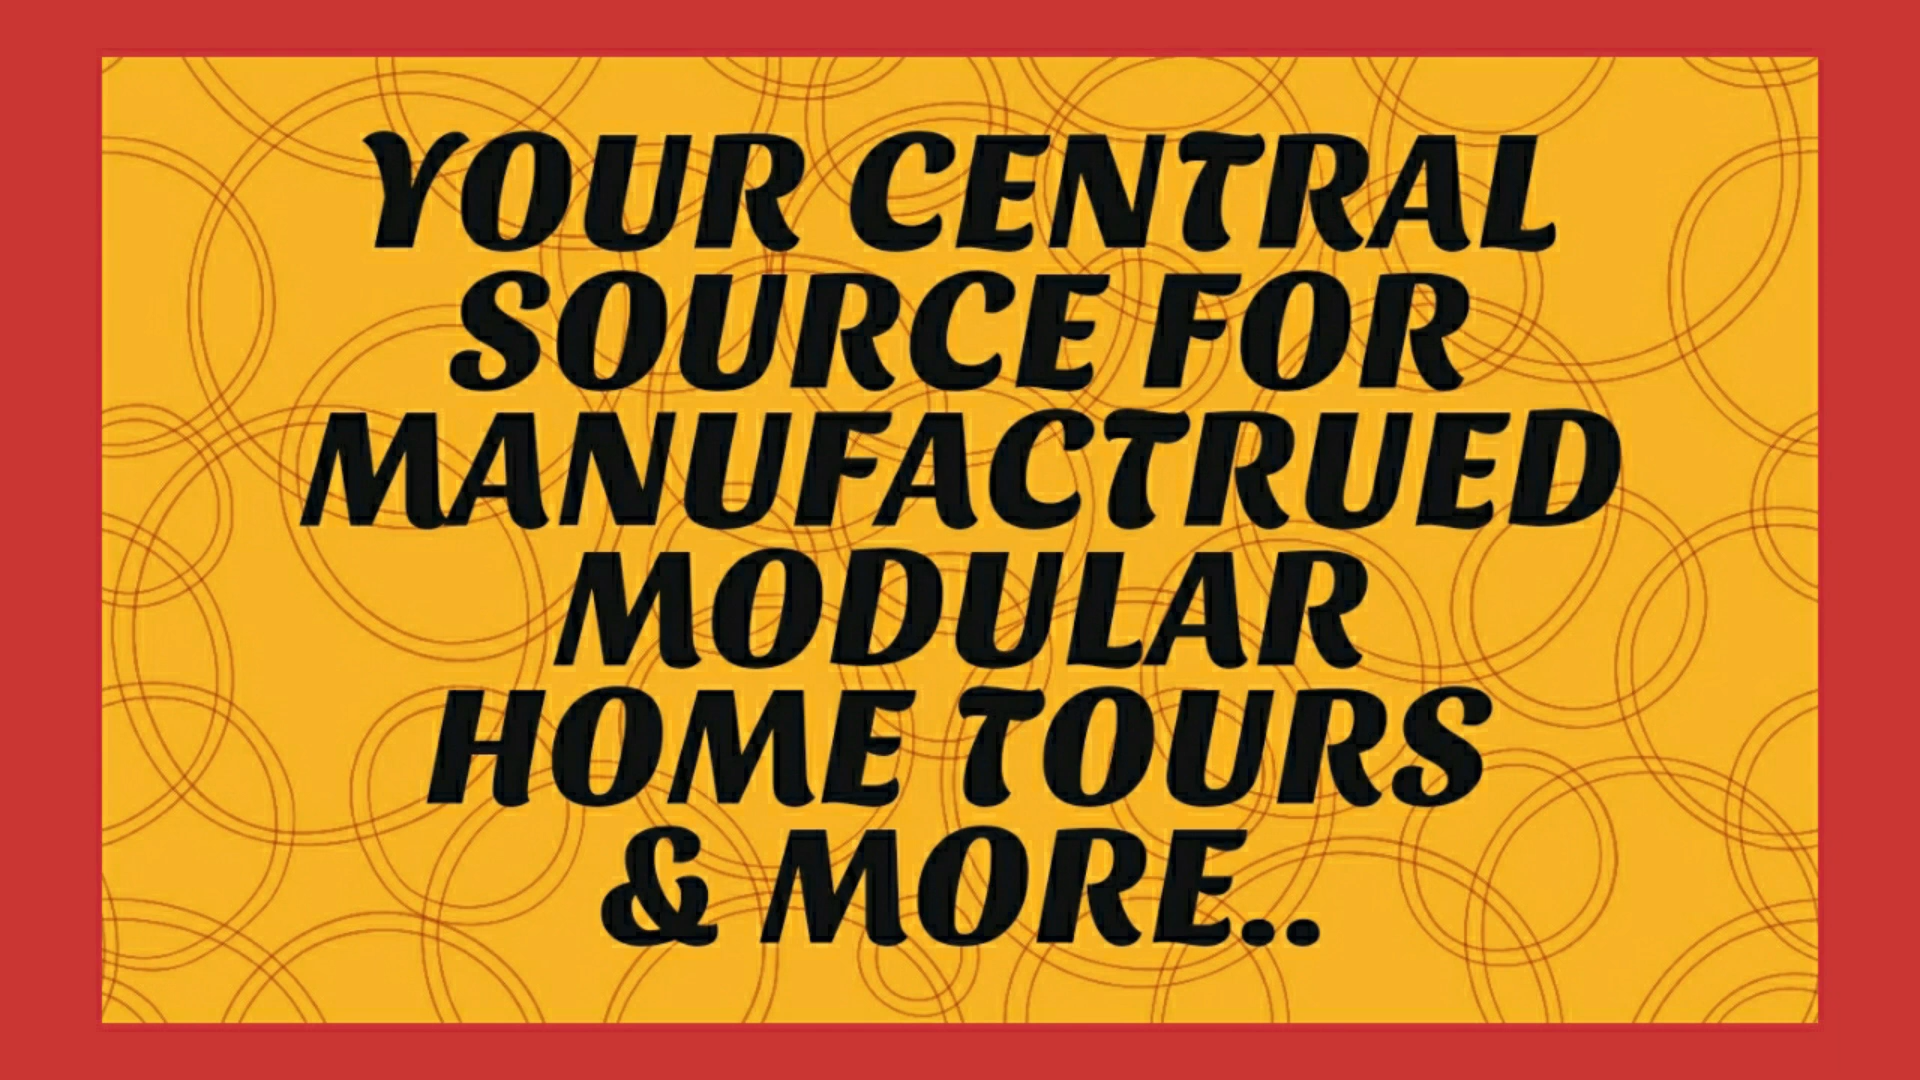 YOUR CENTRAL
SOURCE FOR
MANUFACTRUED
MODULAR
HOME TOURS
& MORE..